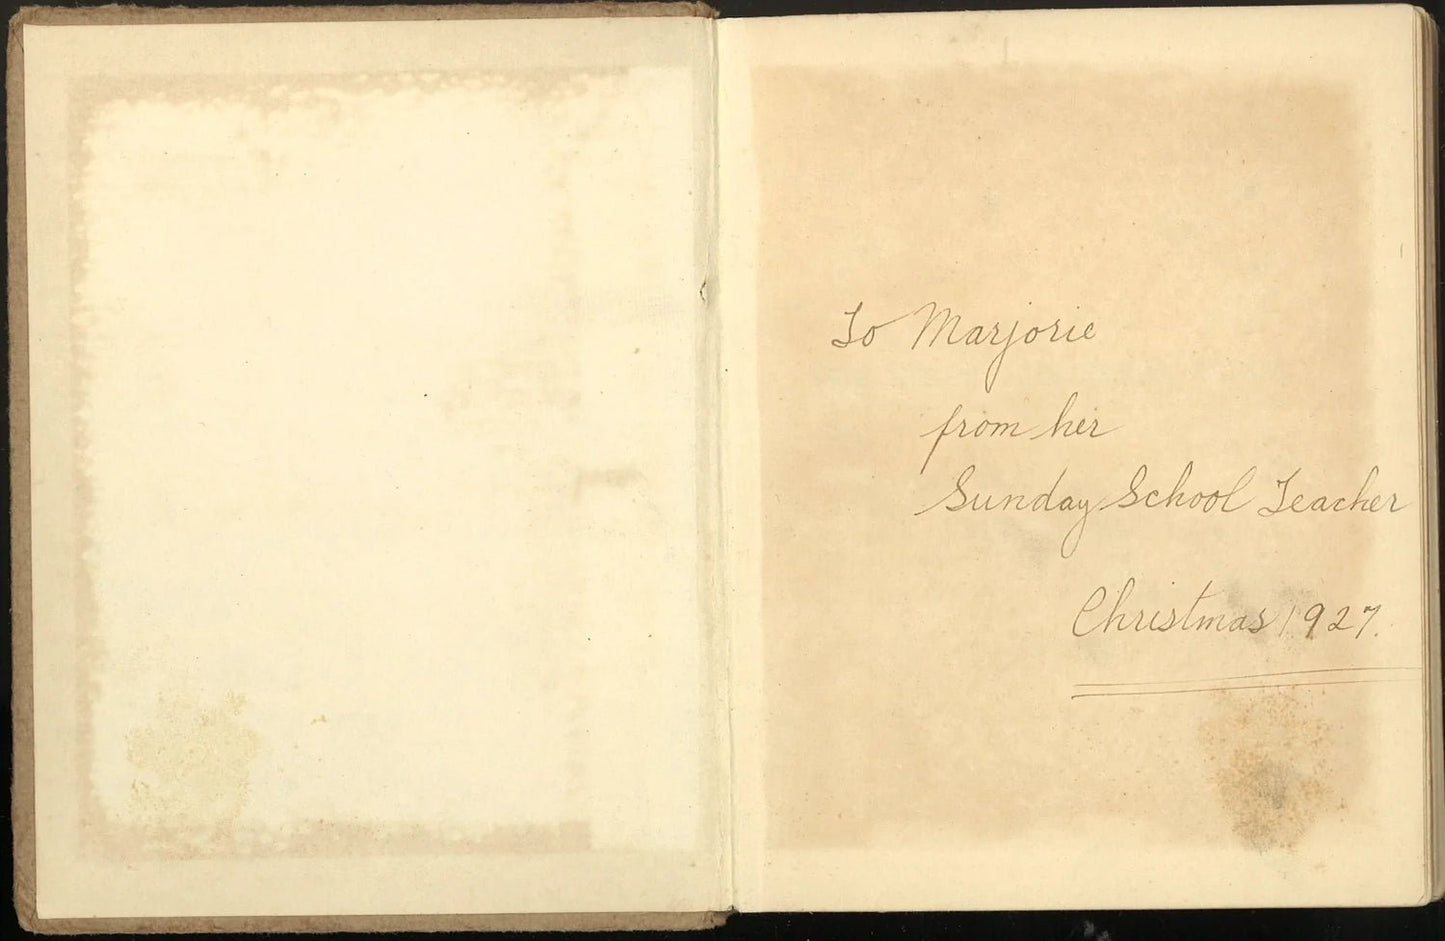 To Marjorie
from her
Sunday School Teacher
Christmas 1927.